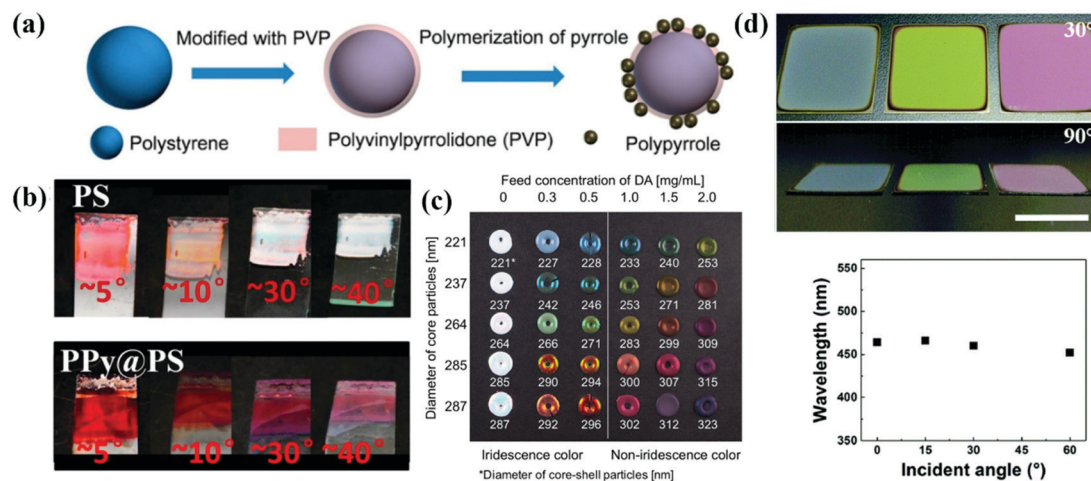 (a)
Modified with PVP
Polymerization of pyrrole
Polystyrene
Polyvinylpyrrolidone (PVP)
Polypyrrole
(b)
PS
~5°
~10°
~30°
~40°
PPy@PS
~5°
~10°
~30°
~40°
(c)
Feed concentration of DA [mg/mL]
0 0.3 0.5 1.0 1.5 2.0
Diameter of core particles [nm]
221
221* 227 228 233 240 253
237
237 242 246 253 271 281
264
264 266 271 283 299 309
285
285 290 294 300 307 315
287
287 292 296 302 312 323
Iridescence color
Non-iridescence color
*Diameter of core-shell particles [nm]
(d)
30°
90°
Wavelength (nm)
550
500
450
400
350
0 15 30 45 60
Incident angle (°)